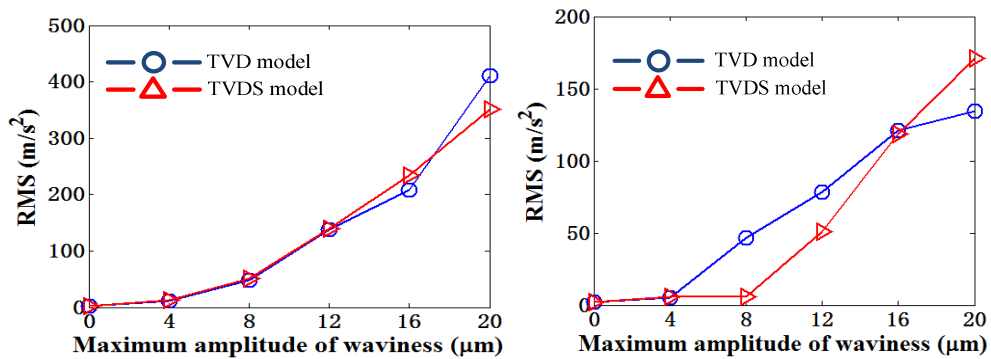 500
400
300
200
100
0
RMS (m/s²)
TVD model
TVDS model
0 4 8 12 16 20
Maximum amplitude of waviness (μm)
200
150
100
50
0
RMS (m/s²)
TVD model
TVDS model
0 4 8 12 16 20
Maximum amplitude of waviness (μm)